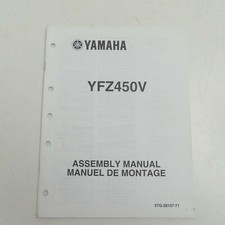 YAMAHA
YFZ450V
ASSEMBLY MANUAL
MANUEL DE MONTAGE